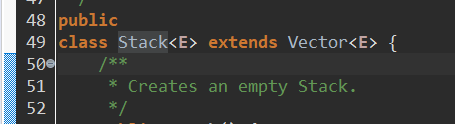 48 public
49 class Stack<E> extends Vector<E> {
50 /**
51 * Creates an empty Stack.
52 */